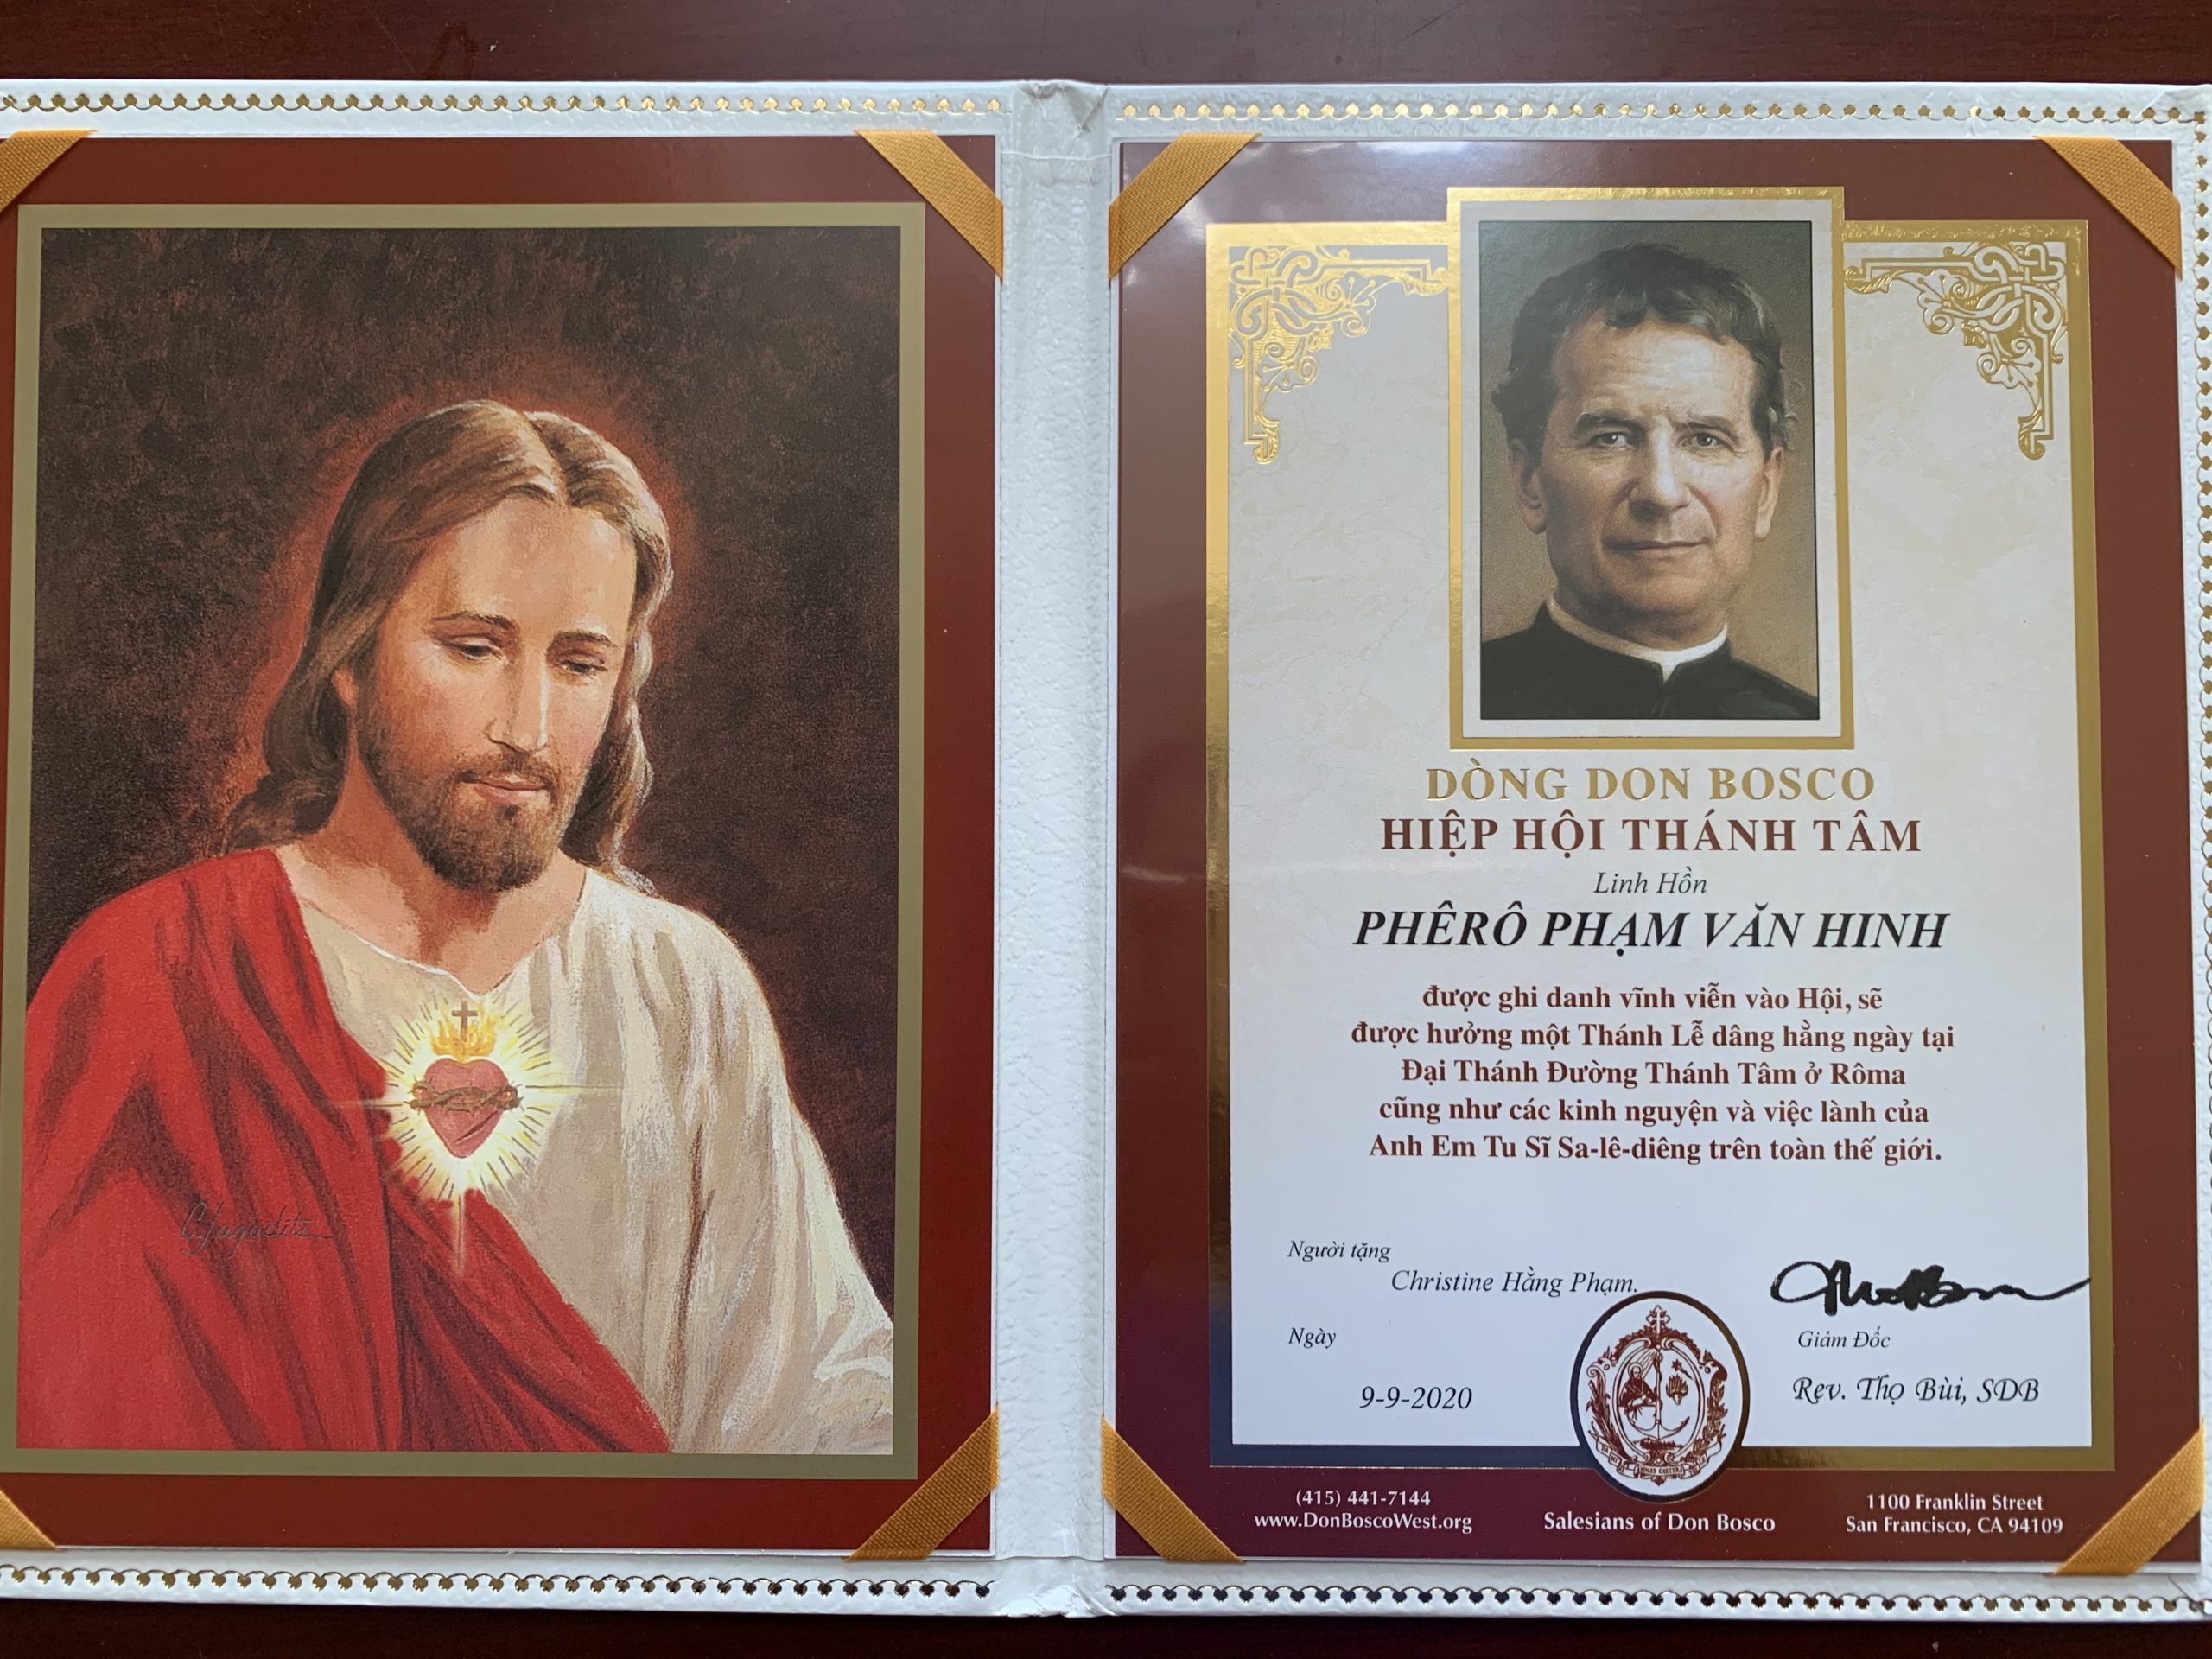 C Jagodits
DÒNG DON BOSCO
HIỆP HỘI THÁNH TÂM
Linh Hồn
PHÊRÔ PHẠM VĂN HINH
được ghi danh vĩnh viễn vào Hội, sẽ
được hưởng một Thánh Lễ dâng hằng ngày tại
Đại Thánh Đường Thánh Tâm ở Rôma
cũng như các kinh nguyện và việc lành của
Anh Em Tu Sĩ Sa-lê-diêng trên toàn thế giới.
Người tặng
Christine Hằng Phạm.
Ngày
9-9-2020
Giám Đốc
Rev. Thọ Bùi, SDB
(415) 441-7144
www.DonBoscoWest.org
Salesians of Don Bosco
1100 Franklin Street
San Francisco, CA 94109